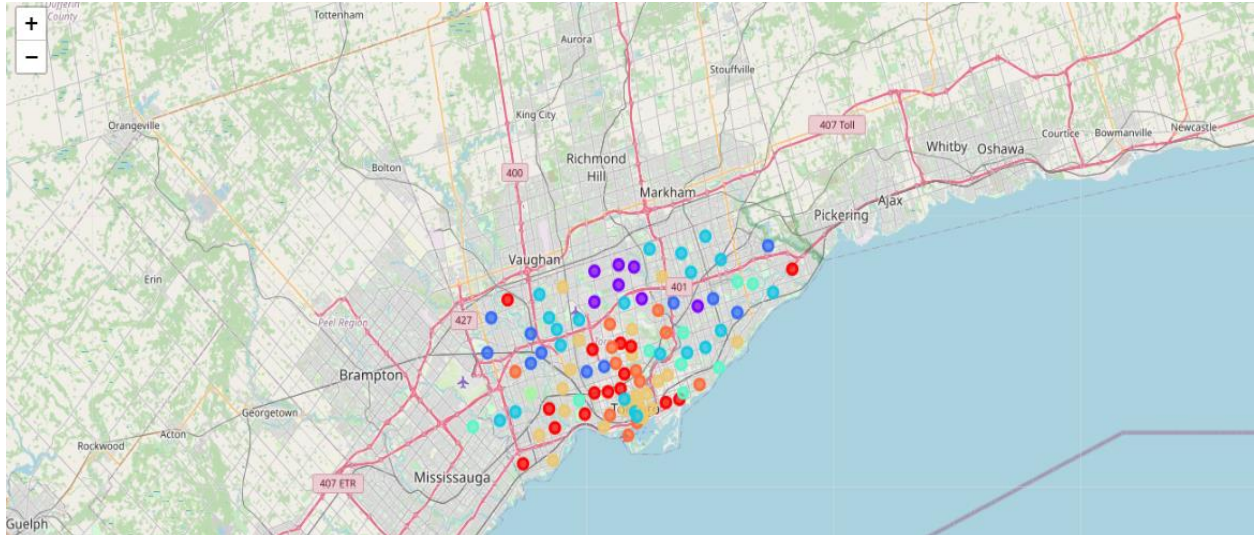 +
−
County
Tottenham
Aurora
Stouffville
King City
Orangeville
407 Toll
Newcastle
Courtice
Bowmanville
Whitby
Oshawa
Richmond
Hill
Bolton
400
Markham
Ajax
Pickering
Vaughan
Erin
401
Peel Region
427
Brampton
Georgetown
Acton
Rockwood
Mississauga
407 ETR
Guelph